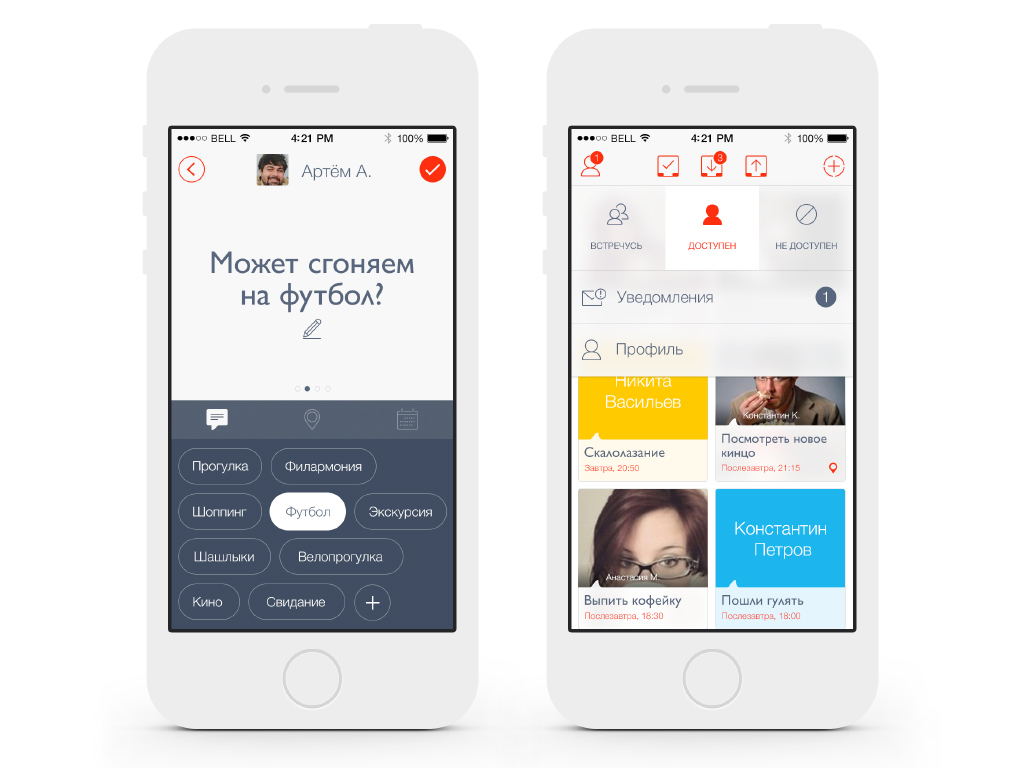 BELL 4:21 PM 100%
Артём А.
Может сгоняем
на футбол?
Прогулка Филармония
Шоппинг Футбол Экскурсия
Шашлыки Велопрогулка
Кино Свидание
BELL 4:21 PM 100%
1 3
ВСТРЕЧУСЬ ДОСТУПЕН НЕ ДОСТУПЕН
Уведомления 1
Профиль
Никита
Васильев
Скалолазание
Завтра, 20:50
Константин К.
Посмотреть новое
кинцо
Послезавтра, 21:15
Анастасия М.
Выпить кофейку
Послезавтра, 18:30
Константин
Петров
Пошли гулять
Послезавтра, 18:00